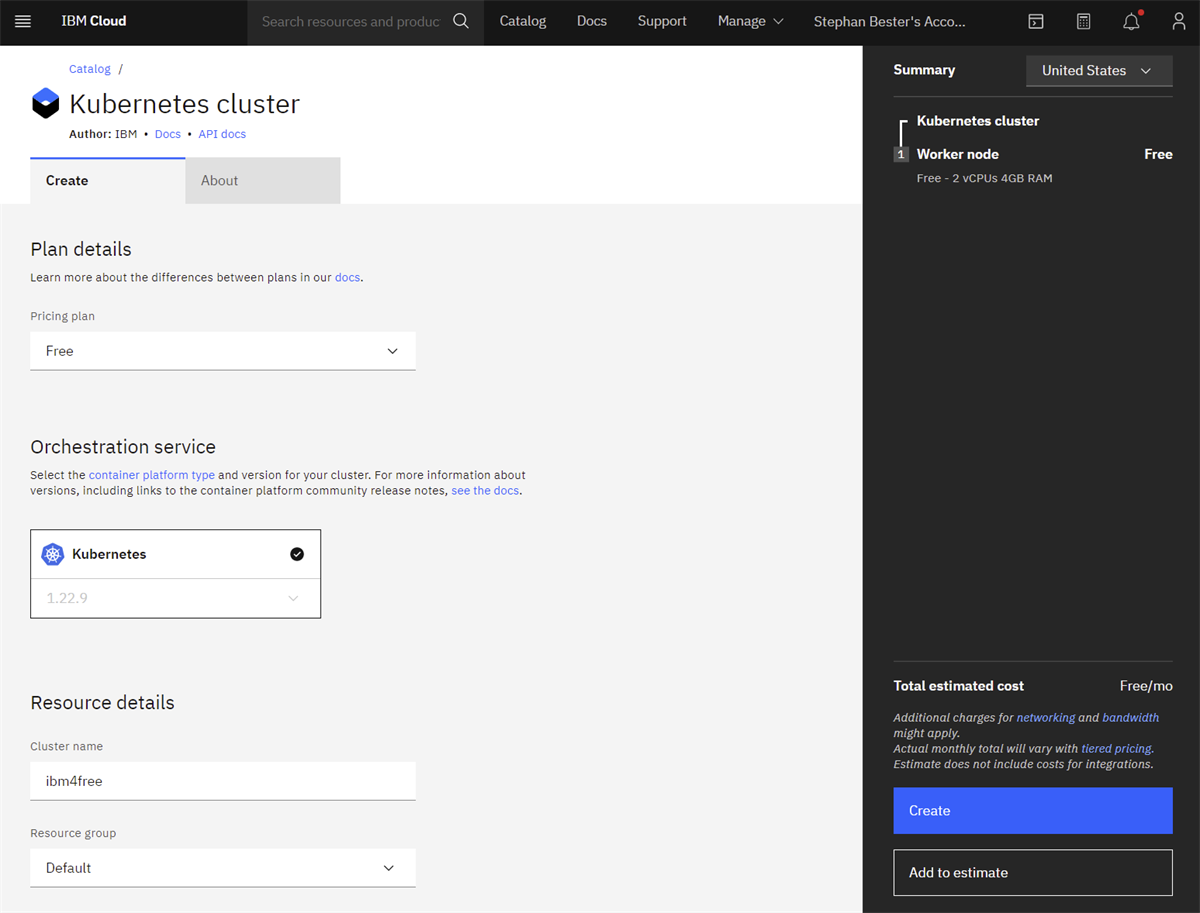 IBM Cloud
Search resources and produc
Catalog
Docs
Support
Manage
Stephan Bester's Acco...
Catalog /
Kubernetes cluster
Author: IBM • Docs • API docs
Create
About
Plan details
Learn more about the differences between plans in our docs.
Pricing plan
Free
Orchestration service
Select the container platform type and version for your cluster. For more information about
versions, including links to the container platform community release notes, see the docs.
Kubernetes
1.22.9
Resource details
Cluster name
ibm4free
Resource group
Default
Summary
United States
Kubernetes cluster
1 Worker node Free
Free - 2 vCPUs 4GB RAM
Total estimated cost Free/mo
Additional charges for networking and bandwidth
might apply.
Actual monthly total will vary with tiered pricing.
Estimate does not include costs for integrations.
Create
Add to estimate